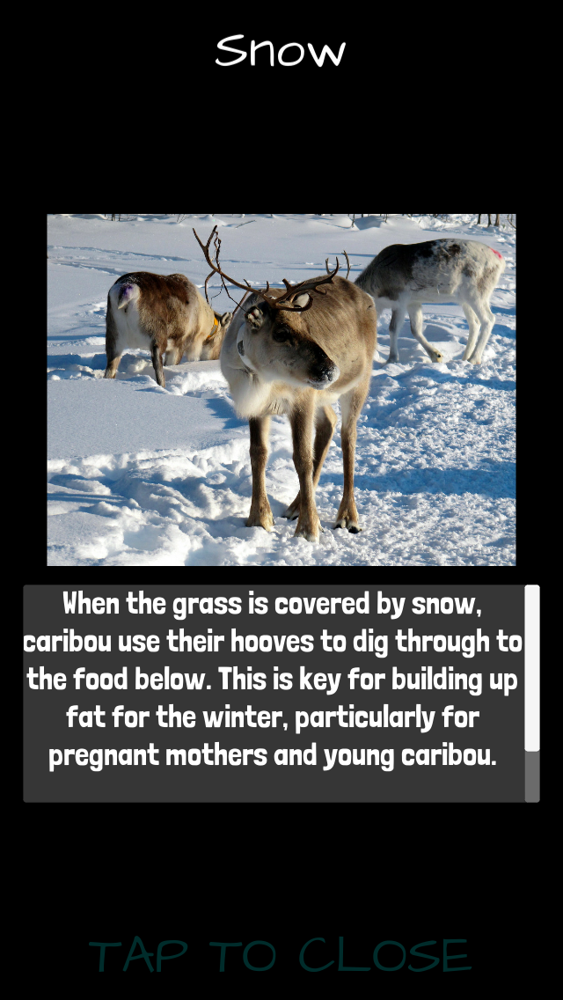 Snow
When the grass is covered by snow,
caribou use their hooves to dig through to
the food below. This is key for building up
fat for the winter, particularly for
pregnant mothers and young caribou.
TAP TO CLOSE